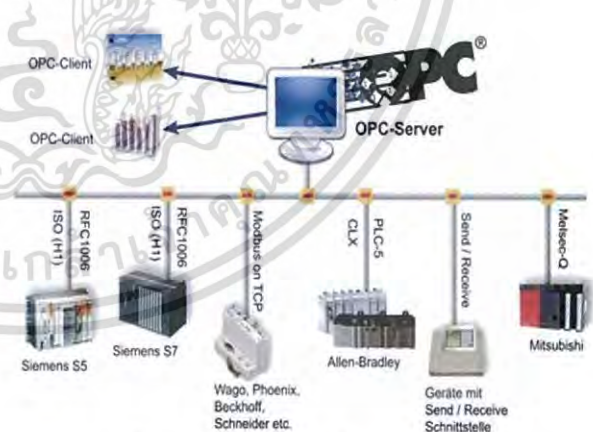 OPC-Client
OPC®
OPC-Client
OPC-Server
RFC1006
ISO (H1)
RFC1006
ISO (H1)
Modbus on TCP
PLC-5
CLX
Send / Receive
Melsec-Q
Siemens S5
Siemens S7
Wago, Phoenix,
Beckhoff,
Schneider etc.
Allen-Bradley
Geräte mit
Send / Receive
Schnittstelle
Mitsubishi